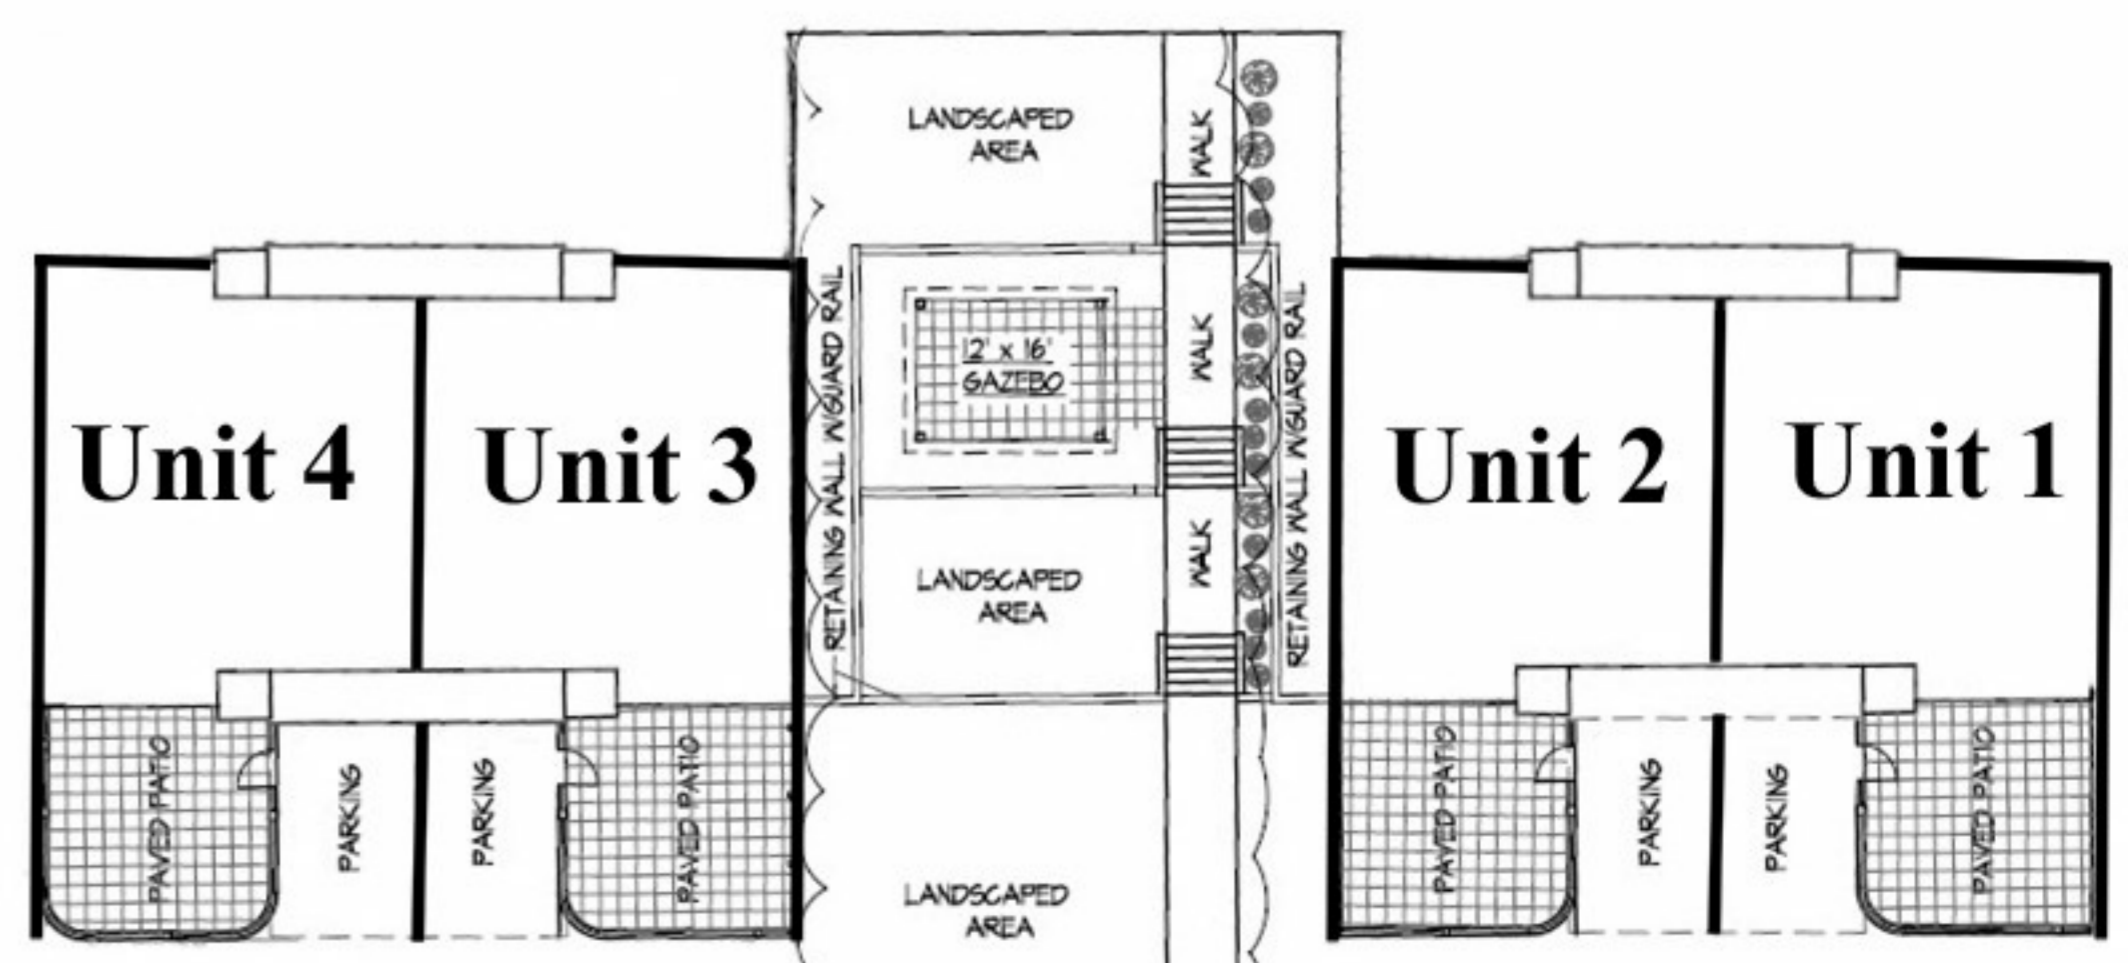 LANDSCAPED
AREA
WALK
RETAINING WALL W/GUARD RAIL
12' x 16'
GAZEBO
WALK
RETAINING WALL W/GUARD RAIL
Unit 4
Unit 3
Unit 2
Unit 1
WALK
LANDSCAPED
AREA
PAVED PATIO
PARKING
PARKING
PAVED PATIO
PAVED PATIO
PARKING
PARKING
PAVED PATIO
LANDSCAPED
AREA